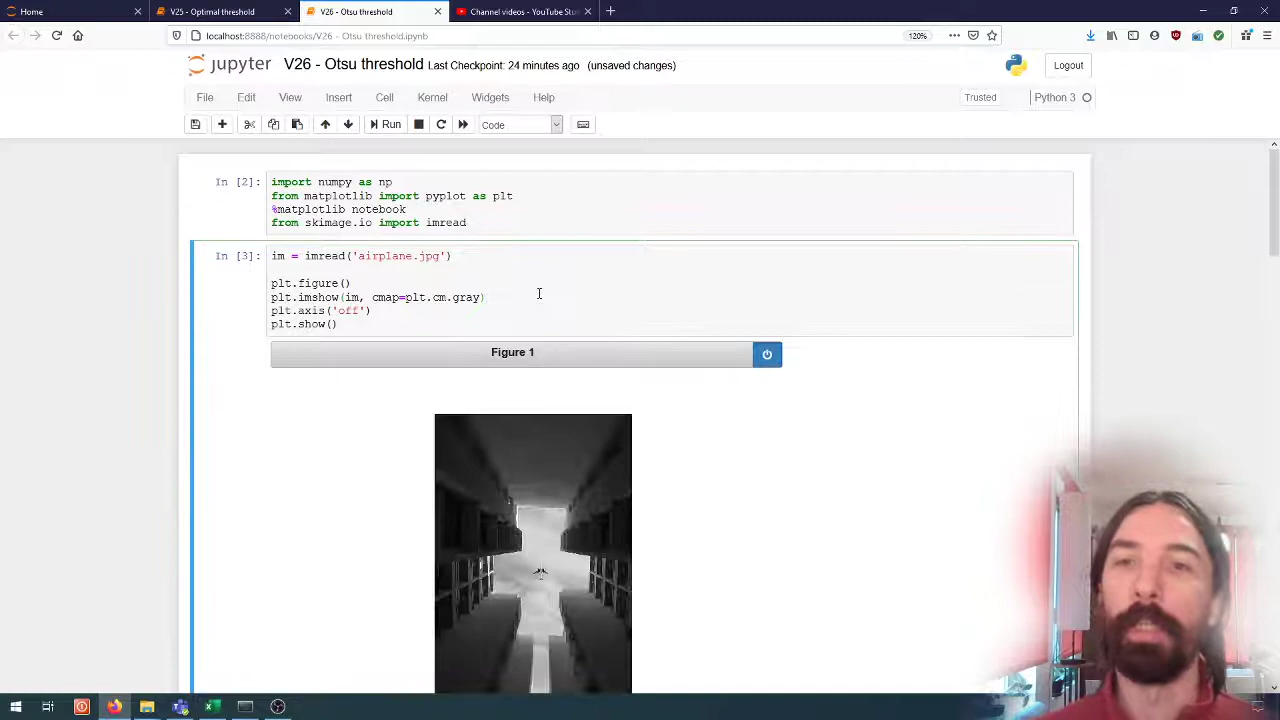 Home
V25 - Optimal threshold
V26 - Otsu threshold
Channel videos - YouTube Stu
localhost:8888/notebooks/V26 - Otsu threshold.ipynb
120%
jupyter
V26 - Otsu threshold Last Checkpoint: 24 minutes ago (unsaved changes)
Logout
File Edit View Insert Cell Kernel Widgets Help
Trusted
Python 3
Run
Code
In [2]:
import numpy as np
from matplotlib import pyplot as plt
%matplotlib notebook
from skimage.io import imread
In [3]:
im = imread('airplane.jpg')
plt.figure()
plt.imshow(im, cmap=plt.cm.gray)
plt.axis('off')
plt.show()
Figure 1